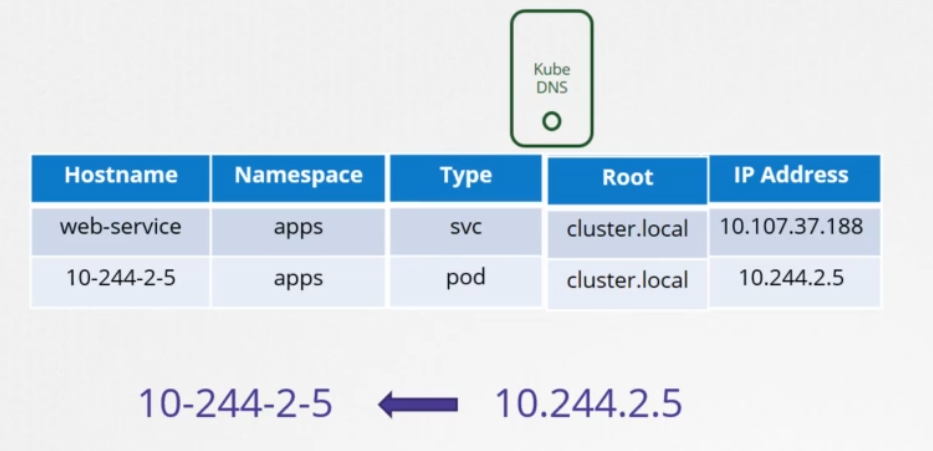 Kube
DNS
Hostname Namespace Type Root IP Address
web-service apps svc cluster.local 10.107.37.188
10-244-2-5 apps pod cluster.local 10.244.2.5
10-244-2-5 10.244.2.5